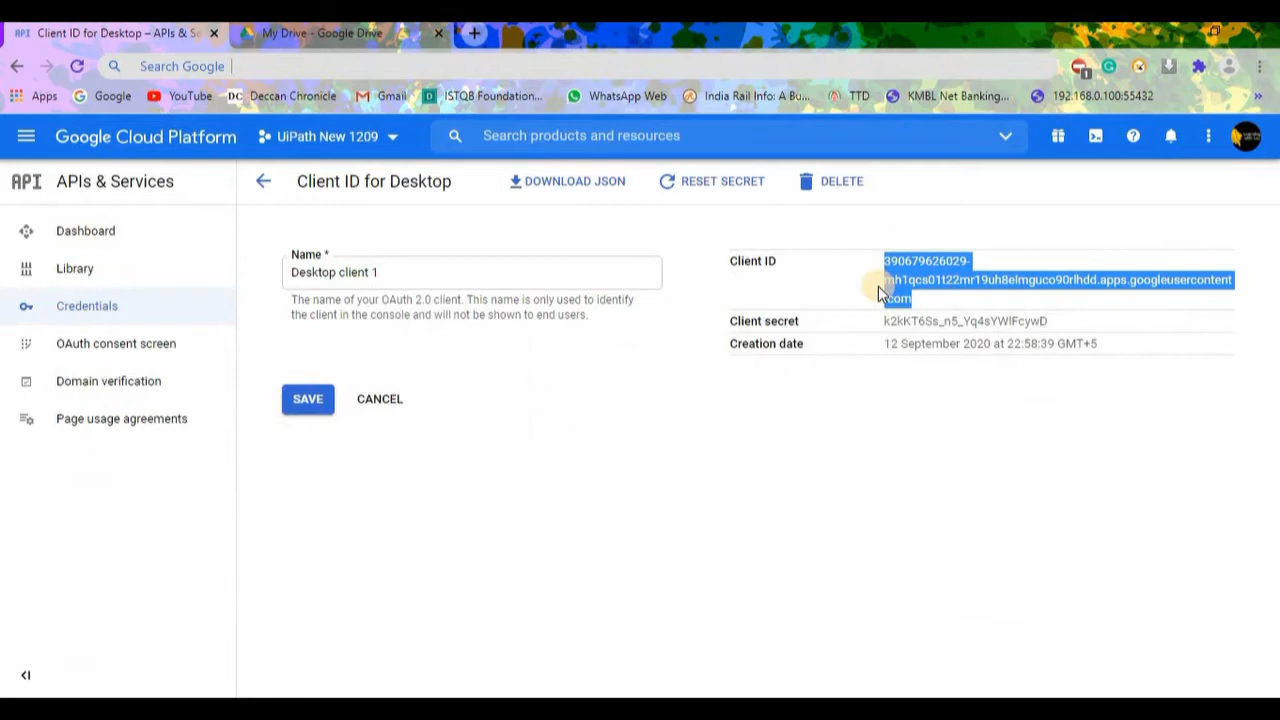 Client ID for Desktop – APIs & Se
My Drive - Google Drive
Search Google
1
Apps
Google
YouTube
DC Deccan Chronicle
Gmail
ISTQB Foundation...
WhatsApp Web
India Rail Info: A Bu...
TTD
KMBL Net Banking...
192.168.0.100:55432
»
Google Cloud Platform
UiPath New 1209
Search products and resources
API APIs & Services
Client ID for Desktop
DOWNLOAD JSON
RESET SECRET
DELETE
Dashboard
Library
Credentials
OAuth consent screen
Domain verification
Page usage agreements
Name *
Desktop client 1
The name of your OAuth 2.0 client. This name is only used to identify
the client in the console and will not be shown to end users.
SAVE
CANCEL
Client ID
390679626029-
mh1qcs01t22mr19uh8elmguco90rlhdd.apps.googleusercontent
.com
Client secret
k2kKT6Ss_n5_Yq4sYWlFcywD
Creation date
12 September 2020 at 22:58:39 GMT+5